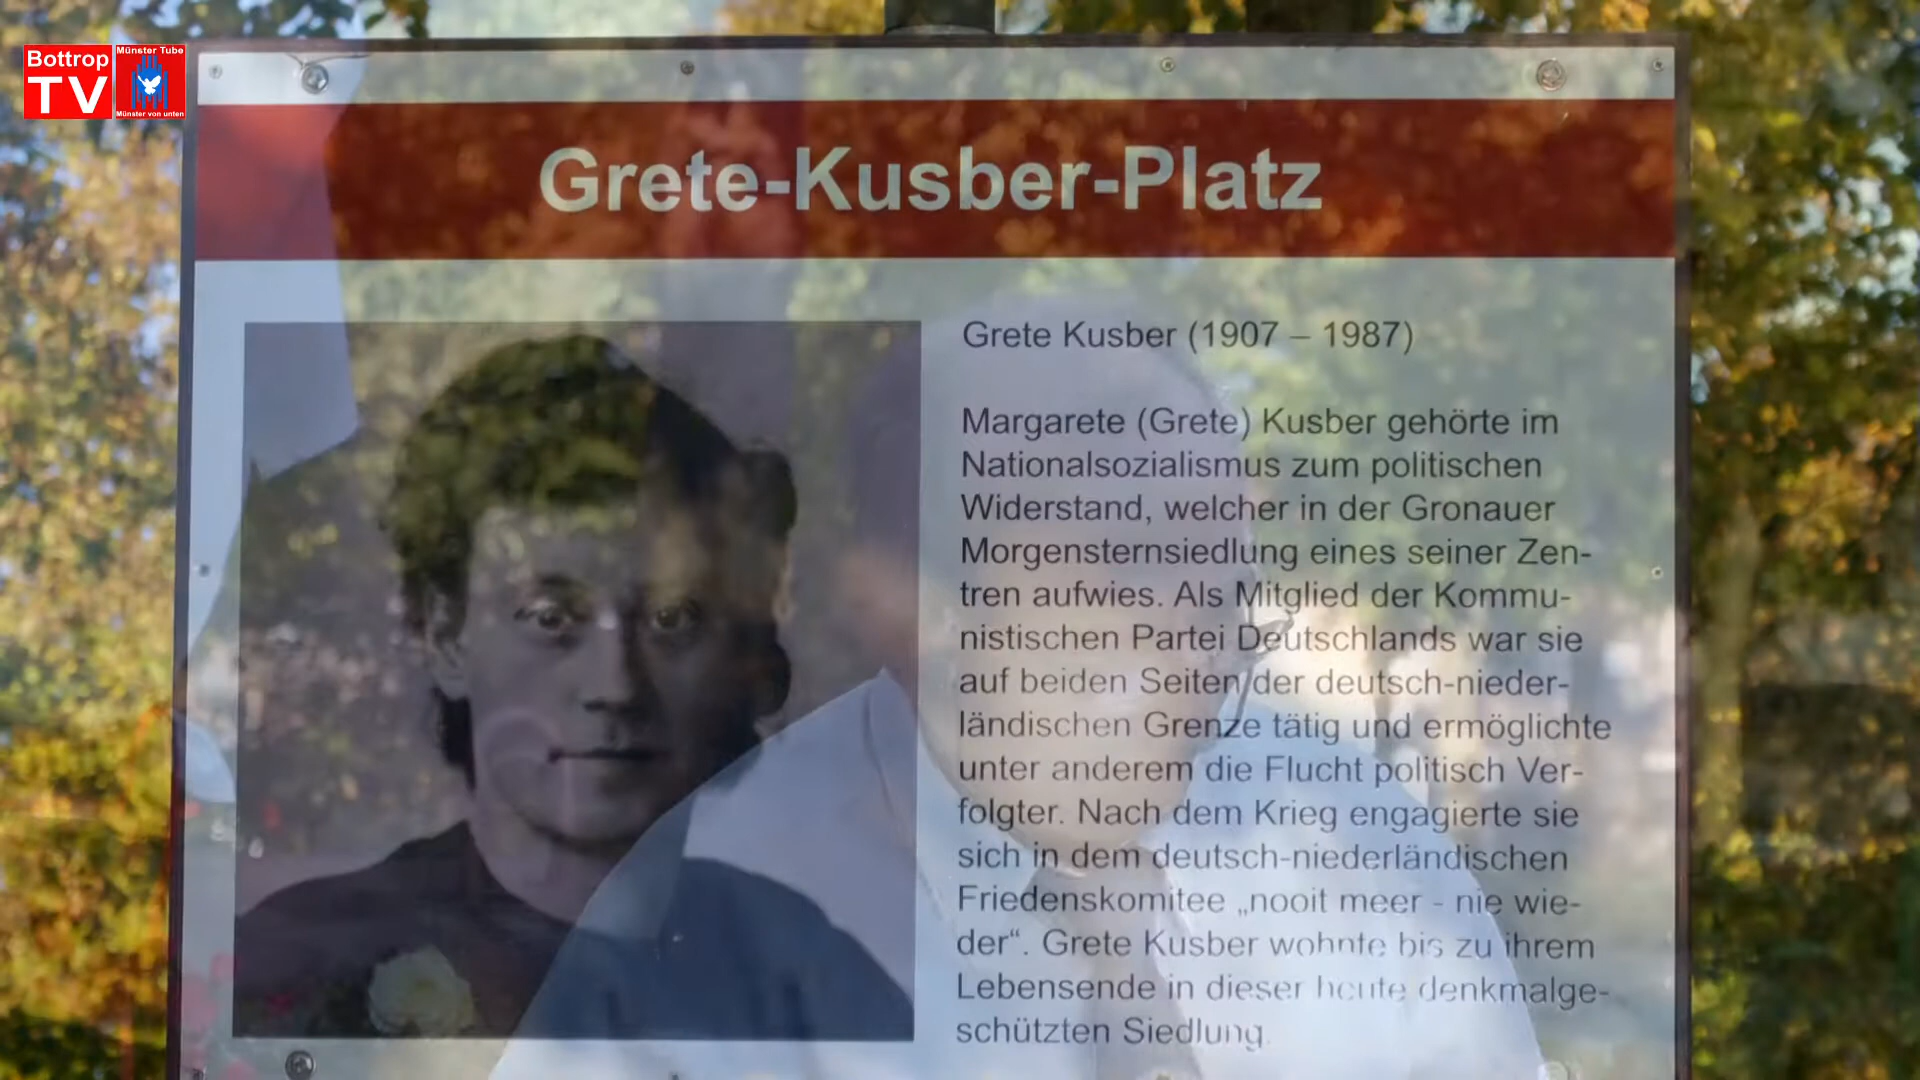 Bottrop
TV
Münster Tube
Münster von unten
Grete-Kusber-Platz
Grete Kusber (1907 – 1987)
Margarete (Grete) Kusber gehörte im
Nationalsozialismus zum politischen
Widerstand, welcher in der Gronauer
Morgensternsiedlung eines seiner Zen-
tren aufwies. Als Mitglied der Kommu-
nistischen Partei Deutschlands war sie
auf beiden Seiten der deutsch-nieder-
ländischen Grenze tätig und ermöglichte
unter anderem die Flucht politisch Ver-
folgter. Nach dem Krieg engagierte sie
sich in dem deutsch-niederländischen
Friedenskomitee „nooit meer - nie wie-
der“. Grete Kusber wohnte bis zu ihrem
Lebensende in dieser heute denkmalge-
schützten Siedlung.